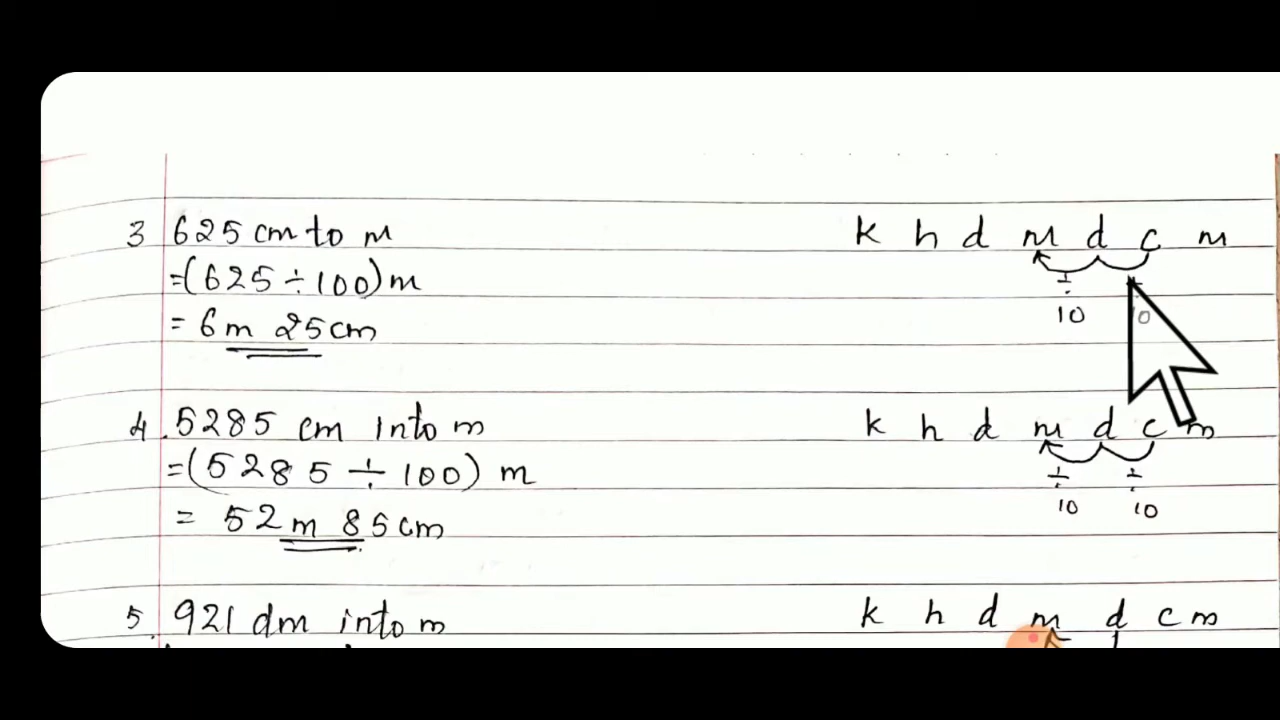 3 625 cm to m
k h d m d c m
=(625÷100)m
÷ ÷
10 10
= 6m 25cm
4. 5285 cm into m
k h d m d c m
=(5285 ÷ 100) m
÷ ÷
10 10
= 52m 85cm
5. 921 dm into m
k h d m d c m